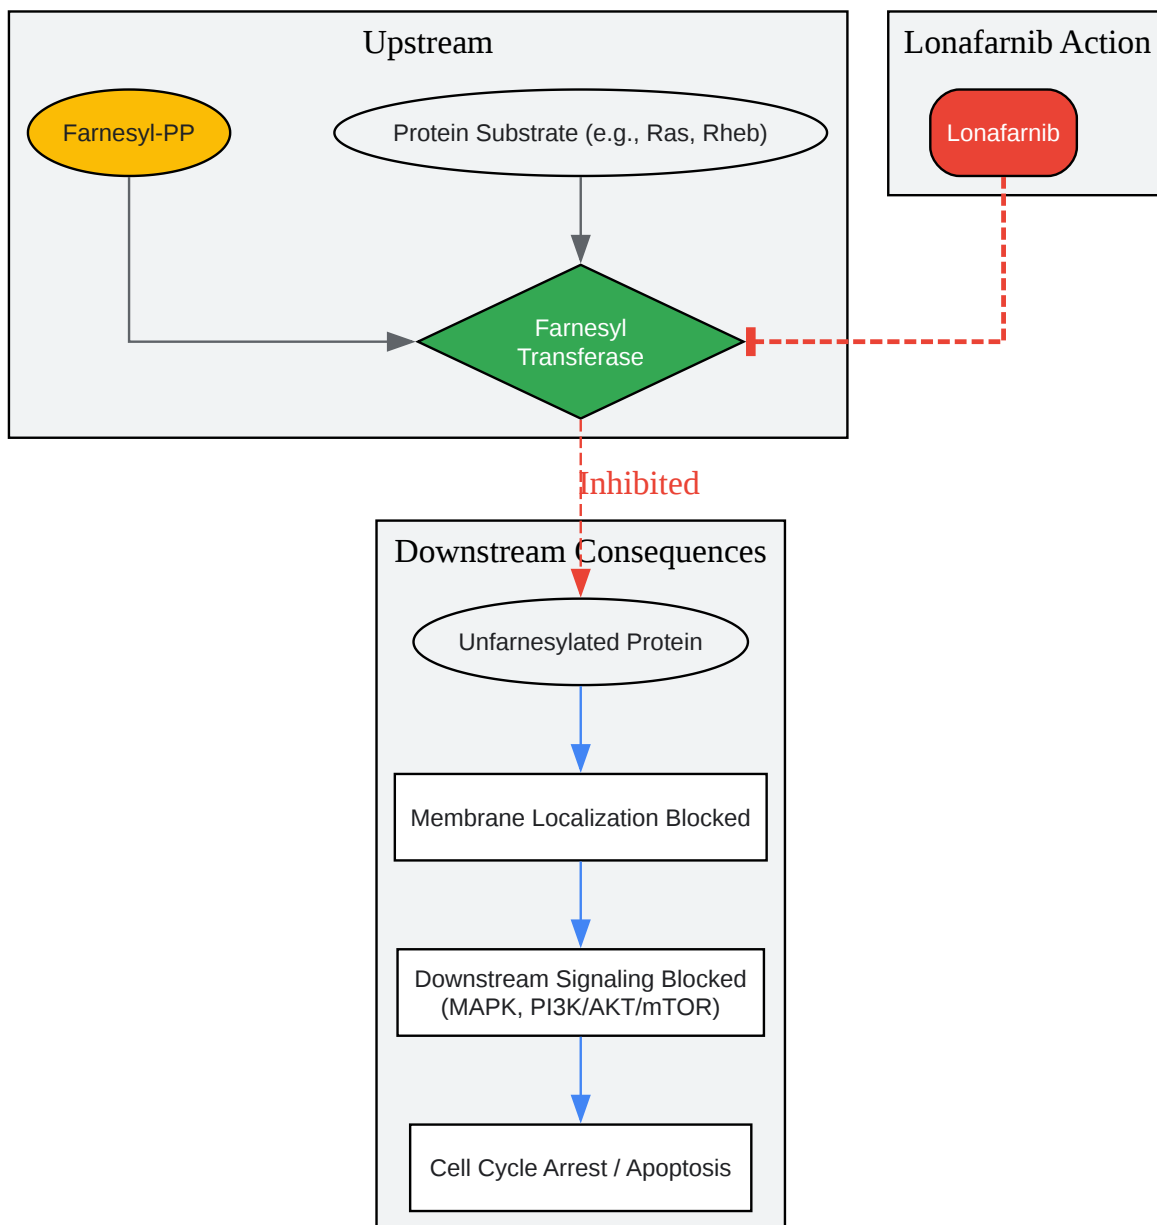 Upstream
Lonafarnib Action
Farnesyl-PP
Protein Substrate (e.g., Ras, Rheb)
Lonafarnib
Farnesyl
Transferase
Inhibited
Downstream Consequences
Unfarnesylated Protein
Membrane Localization Blocked
Downstream Signaling Blocked
(MAPK, PI3K/AKT/mTOR)
Cell Cycle Arrest / Apoptosis